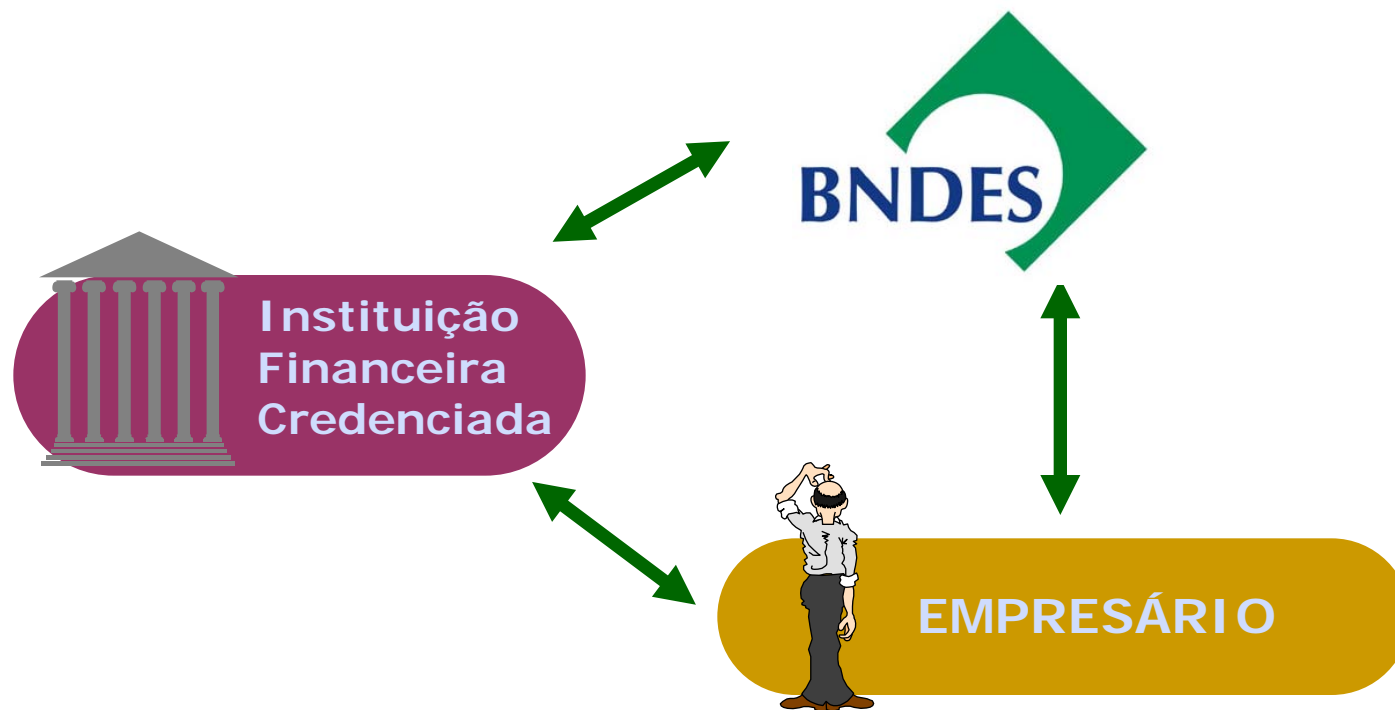 BNDES
Instituição
Financeira
Credenciada
EMPRESÁRIO